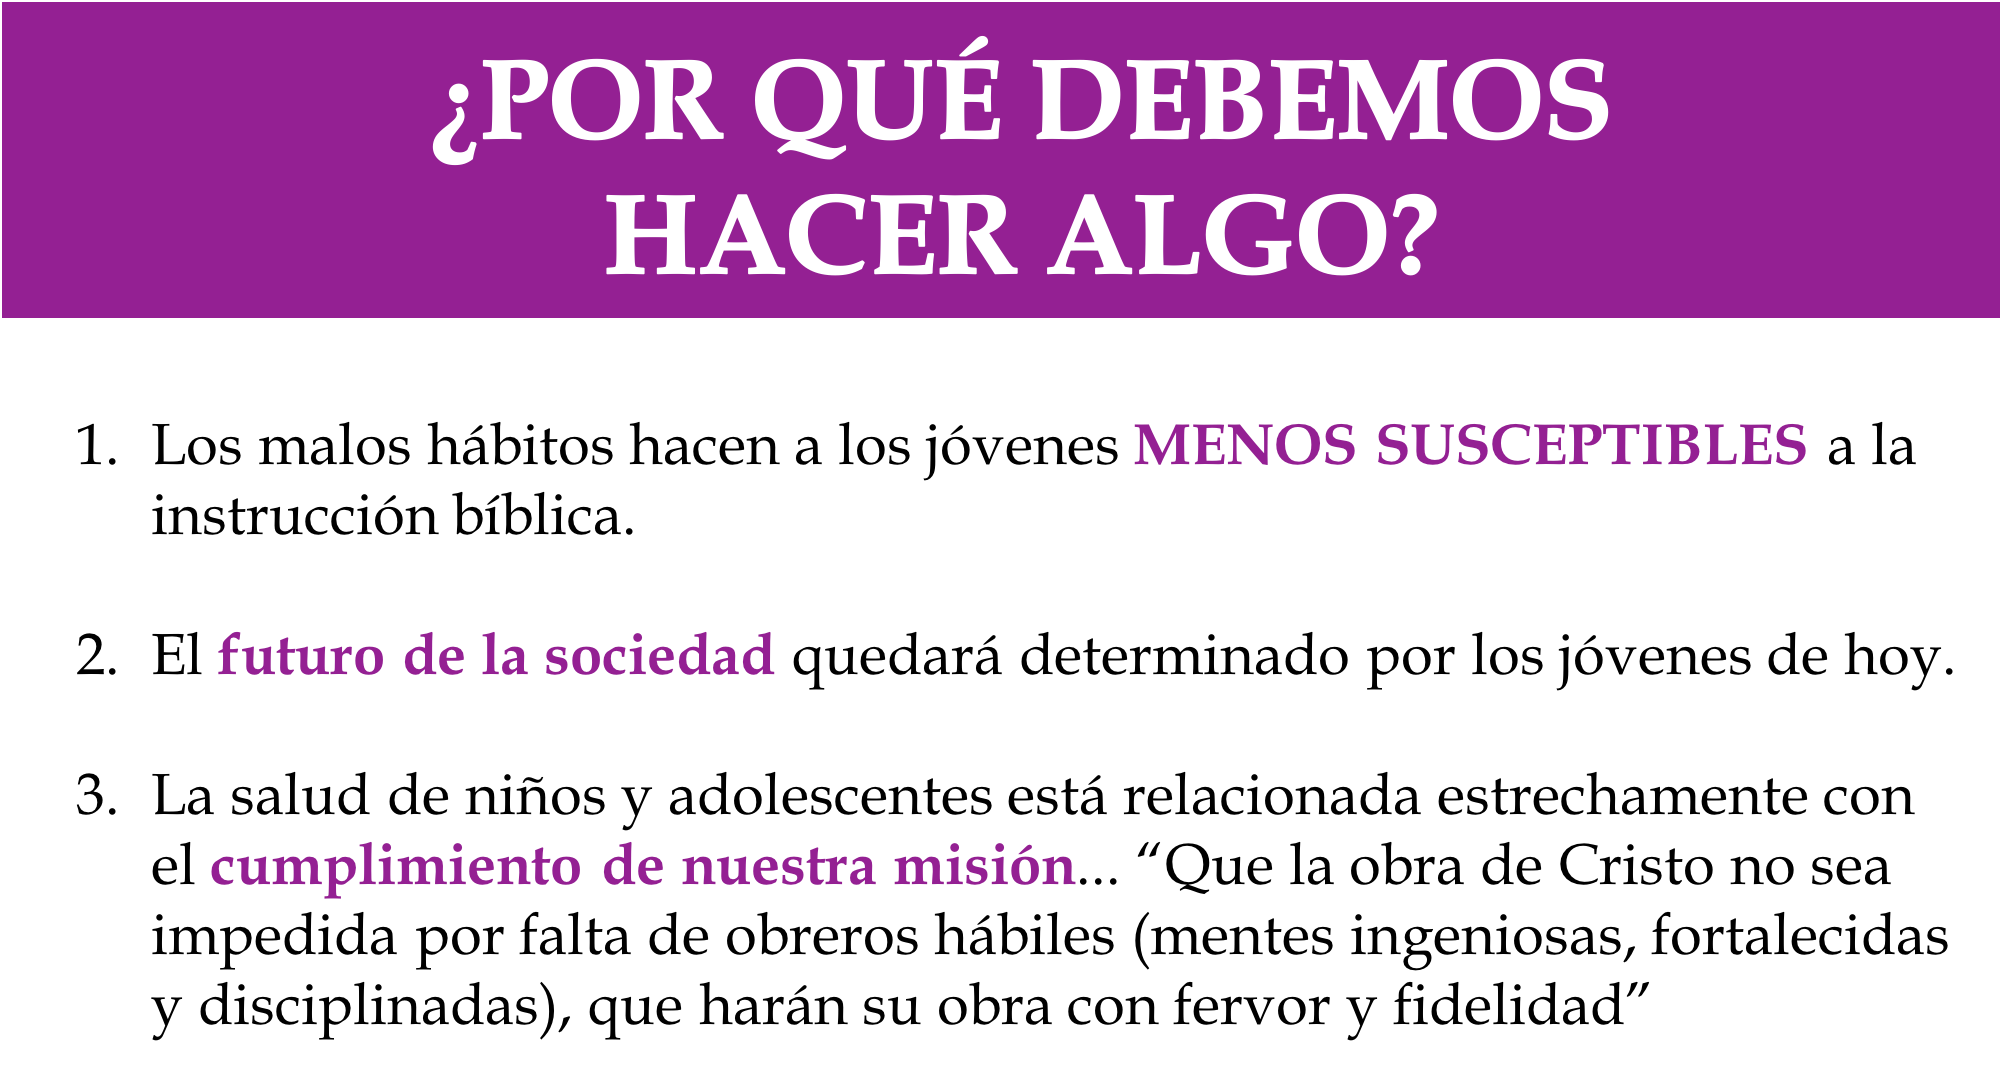 ¿POR QUÉ DEBEMOS
HACER ALGO?
1. Los malos hábitos hacen a los jóvenes MENOS SUSCEPTIBLES a la
instrucción bíblica.
2. El futuro de la sociedad quedará determinado por los jóvenes de hoy.
3. La salud de niños y adolescentes está relacionada estrechamente con
el cumplimiento de nuestra misión... “Que la obra de Cristo no sea
impedida por falta de obreros hábiles (mentes ingeniosas, fortalecidas
y disciplinadas), que harán su obra con fervor y fidelidad”